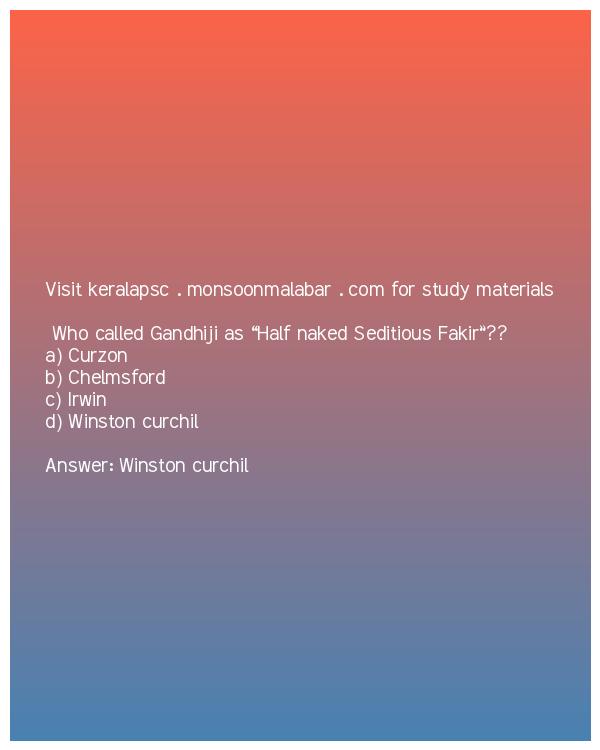 Visit keralapsc . monsoonmalabar . com for study materials
Who called Gandhiji as “Half naked Seditious Fakir”??
a) Curzon
b) Chelmsford
c) Irwin
d) Winston curchil
Answer: Winston curchil